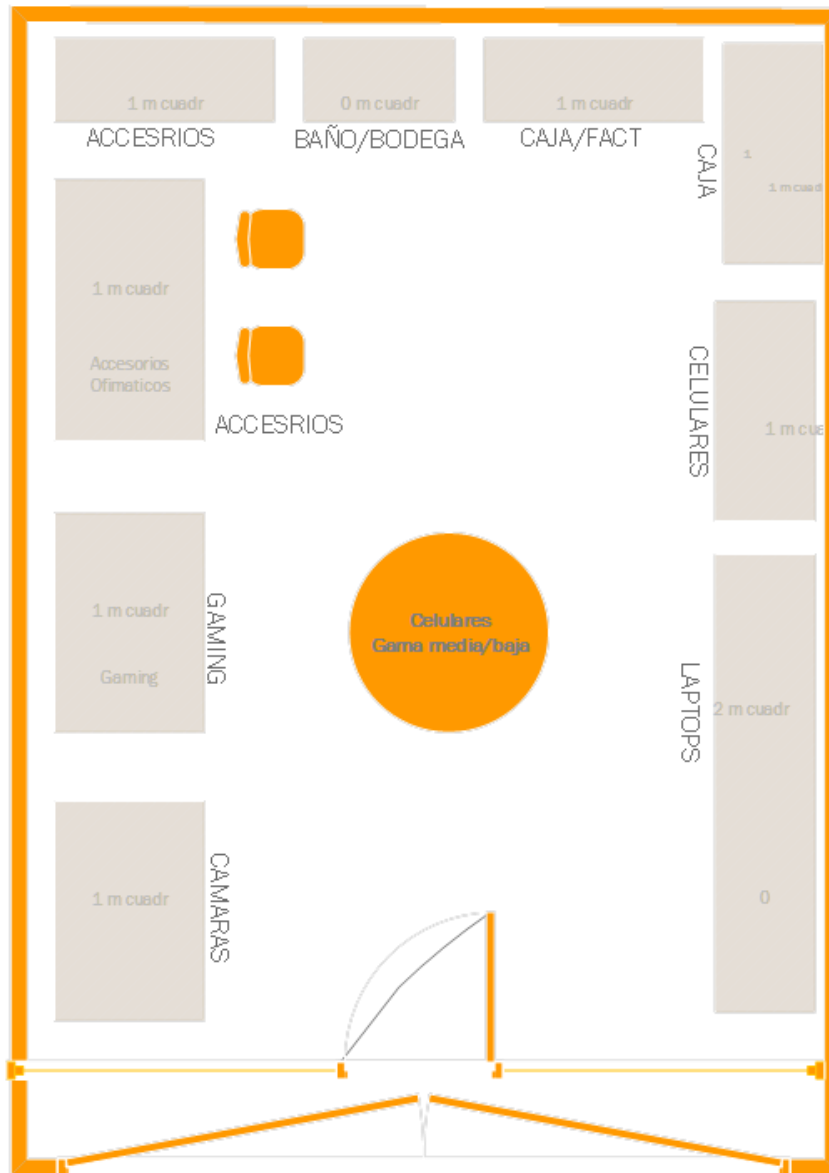 1 m cuadr
0 m cuadr
1 m cuadr
ACCESRIOS
BAÑO/BODEGA
CAJA/FACT
CAJA
1
1 m cuad
1 m cuadr
Accesorios
Ofimaticos
ACCESRIOS
CELULARES
1 m cue
1 m cuadr
Gaming
GAMING
Celulares
Gama media/baja
LAPTOPS
2 m cuadr
0
1 m cuadr
CAMARAS